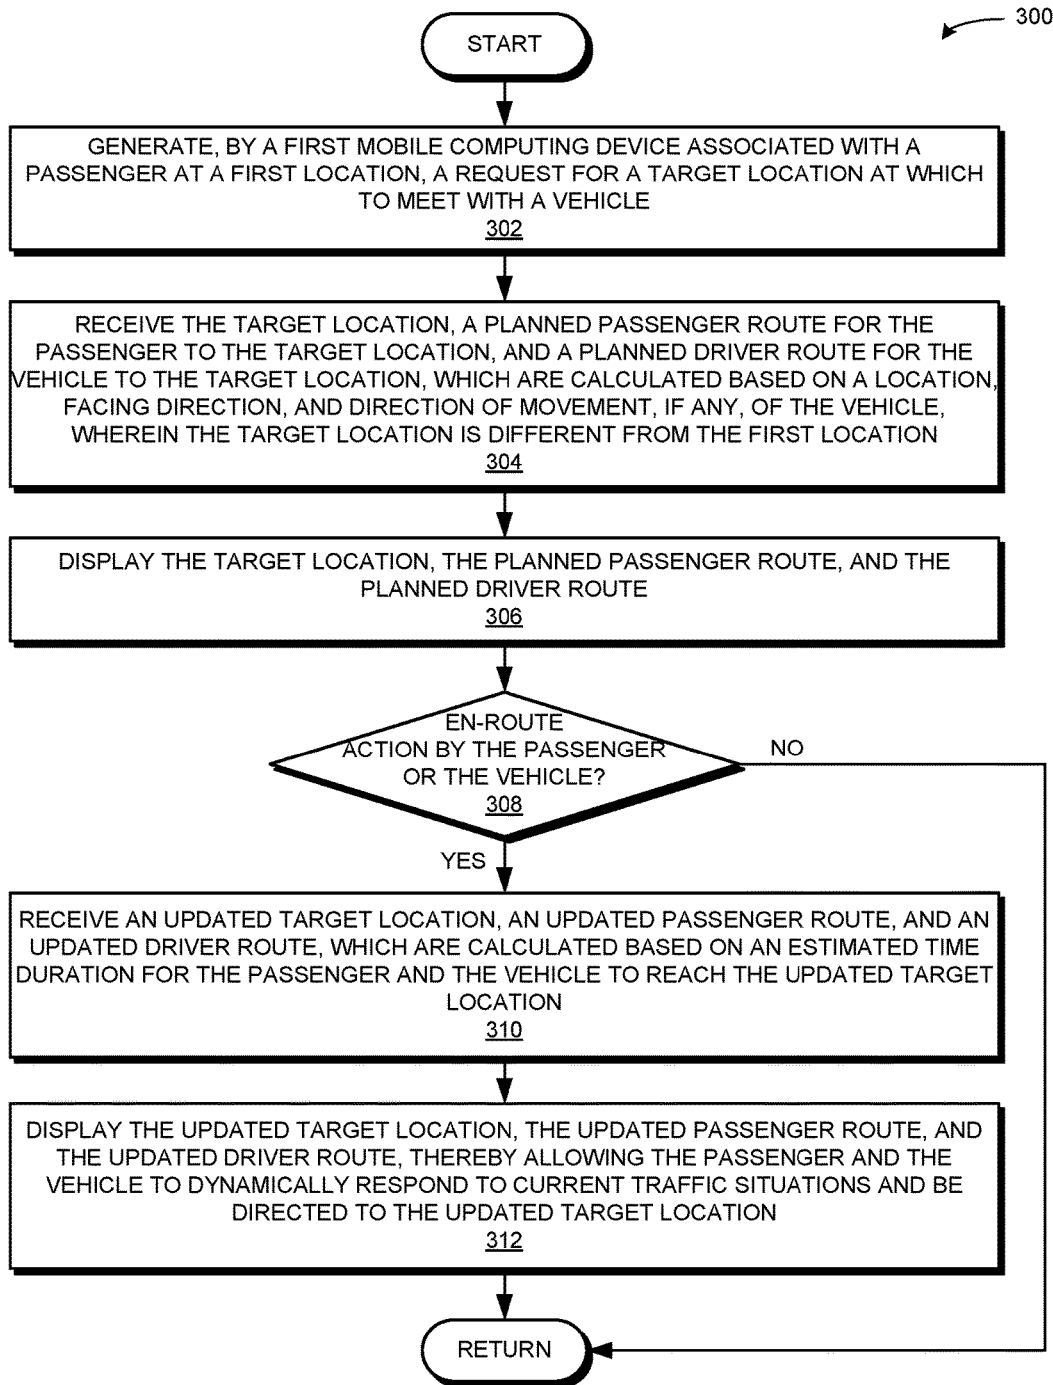 300
START
GENERATE, BY A FIRST MOBILE COMPUTING DEVICE ASSOCIATED WITH A
PASSENGER AT A FIRST LOCATION, A REQUEST FOR A TARGET LOCATION AT WHICH
TO MEET WITH A VEHICLE
302
RECEIVE THE TARGET LOCATION, A PLANNED PASSENGER ROUTE FOR THE
PASSENGER TO THE TARGET LOCATION, AND A PLANNED DRIVER ROUTE FOR THE
VEHICLE TO THE TARGET LOCATION, WHICH ARE CALCULATED BASED ON A LOCATION,
FACING DIRECTION, AND DIRECTION OF MOVEMENT, IF ANY, OF THE VEHICLE,
WHEREIN THE TARGET LOCATION IS DIFFERENT FROM THE FIRST LOCATION
304
DISPLAY THE TARGET LOCATION, THE PLANNED PASSENGER ROUTE, AND THE
PLANNED DRIVER ROUTE
306
EN-ROUTE
ACTION BY THE PASSENGER
OR THE VEHICLE?
308
NO
YES
RECEIVE AN UPDATED TARGET LOCATION, AN UPDATED PASSENGER ROUTE, AND AN
UPDATED DRIVER ROUTE, WHICH ARE CALCULATED BASED ON AN ESTIMATED TIME
DURATION FOR THE PASSENGER AND THE VEHICLE TO REACH THE UPDATED TARGET
LOCATION
310
DISPLAY THE UPDATED TARGET LOCATION, THE UPDATED PASSENGER ROUTE, AND
THE UPDATED DRIVER ROUTE, THEREBY ALLOWING THE PASSENGER AND THE
VEHICLE TO DYNAMICALLY RESPOND TO CURRENT TRAFFIC SITUATIONS AND BE
DIRECTED TO THE UPDATED TARGET LOCATION
312
RETURN